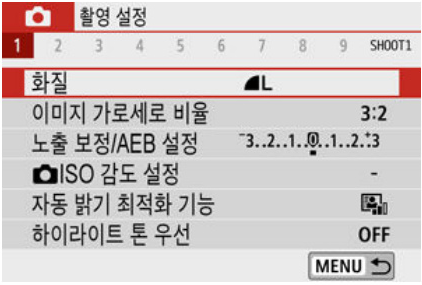 촬영 설정
1 2 3 4 5 6 7 8 9 SHOOT1
화질 L
이미지 가로세로 비율 3:2
노출 보정/AEB 설정 ⁻3..2..1..0..1..2.⁺3
ISO 감도 설정 -
자동 밝기 최적화 기능
하이라이트 톤 우선 OFF
MENU